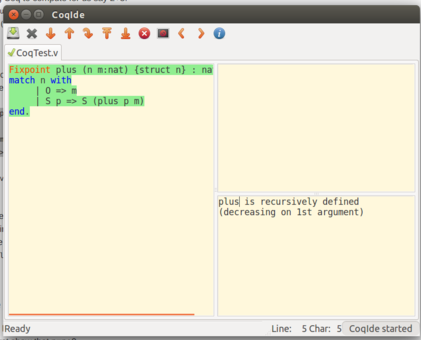 CoqIde
CoqTest.v
Fixpoint plus (n m:nat) {struct n} : na
match n with
| O => m
| S p => S (plus p m)
end.
plus is recursively defined
(decreasing on 1st argument)
Ready
Line: 5 Char: 5
CoqIde started